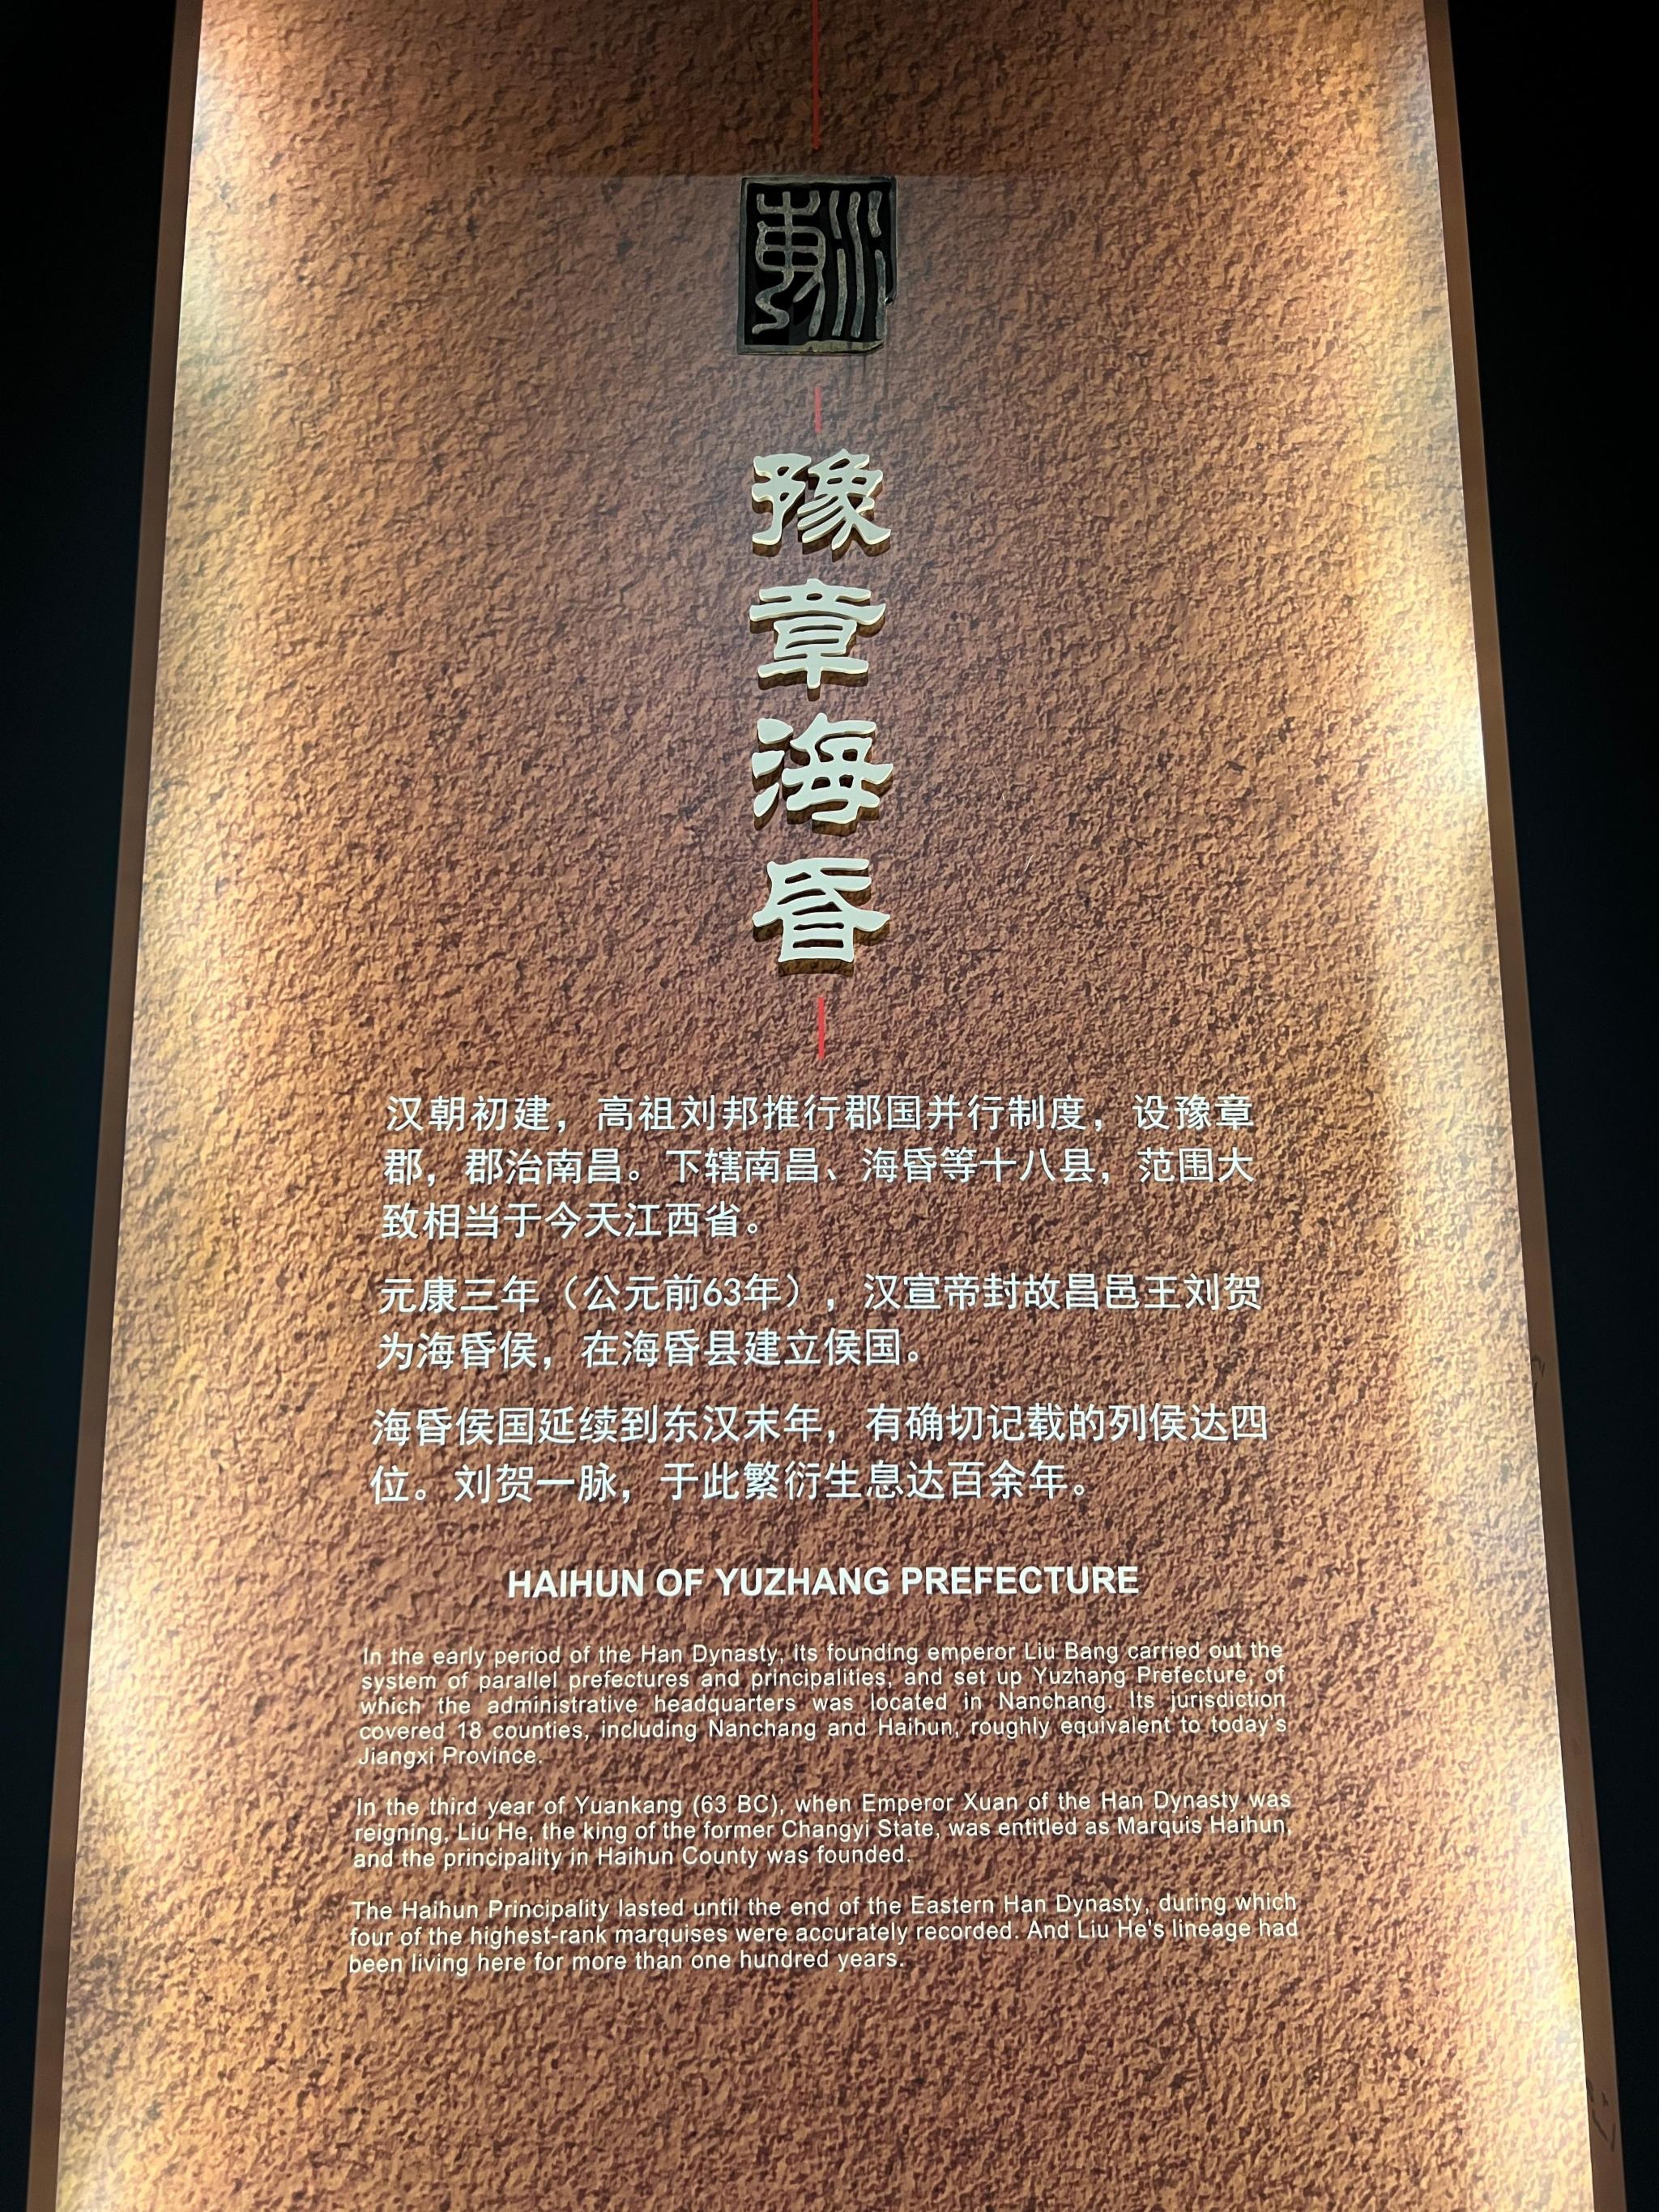 豫章海昏
汉朝初建，高祖刘邦推行郡国并行制度，设豫章
郡，郡治南昌。下辖南昌、海昏等十八县，范围大
致相当于今天江西省。
元康三年（公元前63年），汉宣帝封故昌邑王刘贺
为海昏侯，在海昏县建立侯国。
海昏侯国延续到东汉末年，有确切记载的列侯达四
位。刘贺一脉，于此繁衍生息达百余年。
HAIHUN OF YUZHANG PREFECTURE
In the early period of the Han Dynasty, its founding emperor Liu Bang carried out the
system of parallel prefectures and principalities, and set up Yuzhang Prefecture, of
which the administrative headquarters was located in Nanchang. Its jurisdiction
covered 18 counties, including Nanchang and Haihun, roughly equivalent to today's
Jiangxi Province.
In the third year of Yuankang (63 BC), when Emperor Xuan of the Han Dynasty was
reigning, Liu He, the king of the former Changyi State, was entitled as Marquis Haihun,
and the principality in Haihun County was founded.
The Haihun Principality lasted until the end of the Eastern Han Dynasty, during which
four of the highest-rank marquises were accurately recorded. And Liu He's lineage had
been living here for more than one hundred years.